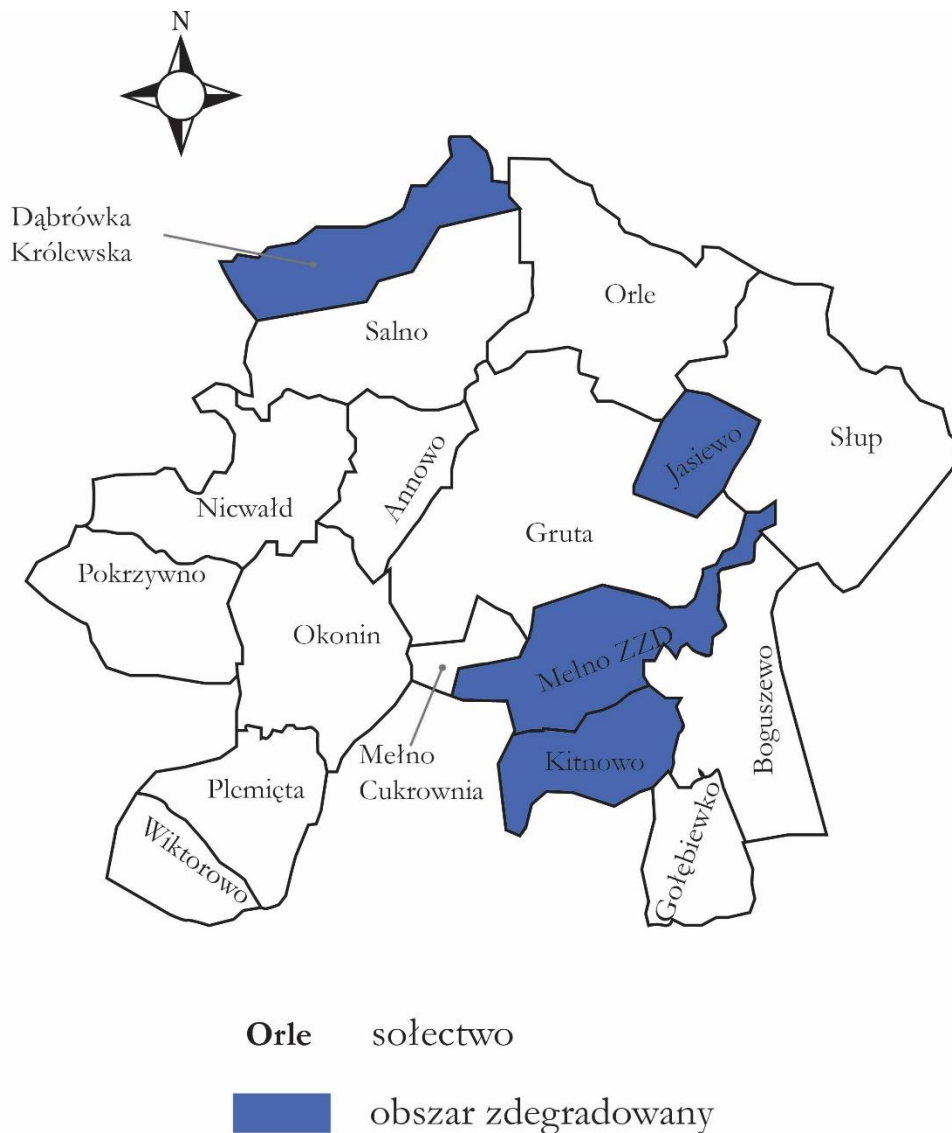 N
Dąbrówka
Królewska
Orle
Salno
Słup
Jasiewo
Annowo
Nicwałd
Gruta
Pokrzywno
Okonin
Mełno ZZD
Boguszewo
Mełno
Cukrownia
Kitnowo
Plemięta
Wiktorowo
Gołębiewko
Orle sołectwo
obszar zdegradowany